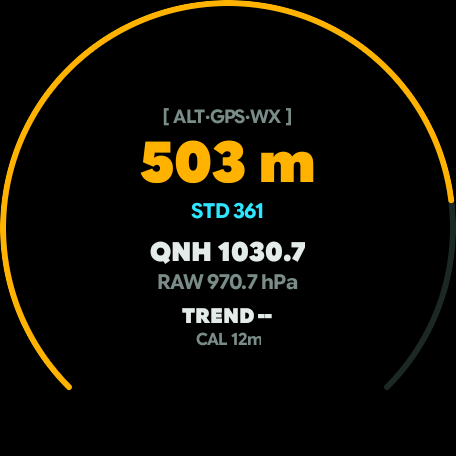 [ ALT·GPS·WX ]
503 m
STD 361
QNH 1030.7
RAW 970.7 hPa
TREND --
CAL 12m